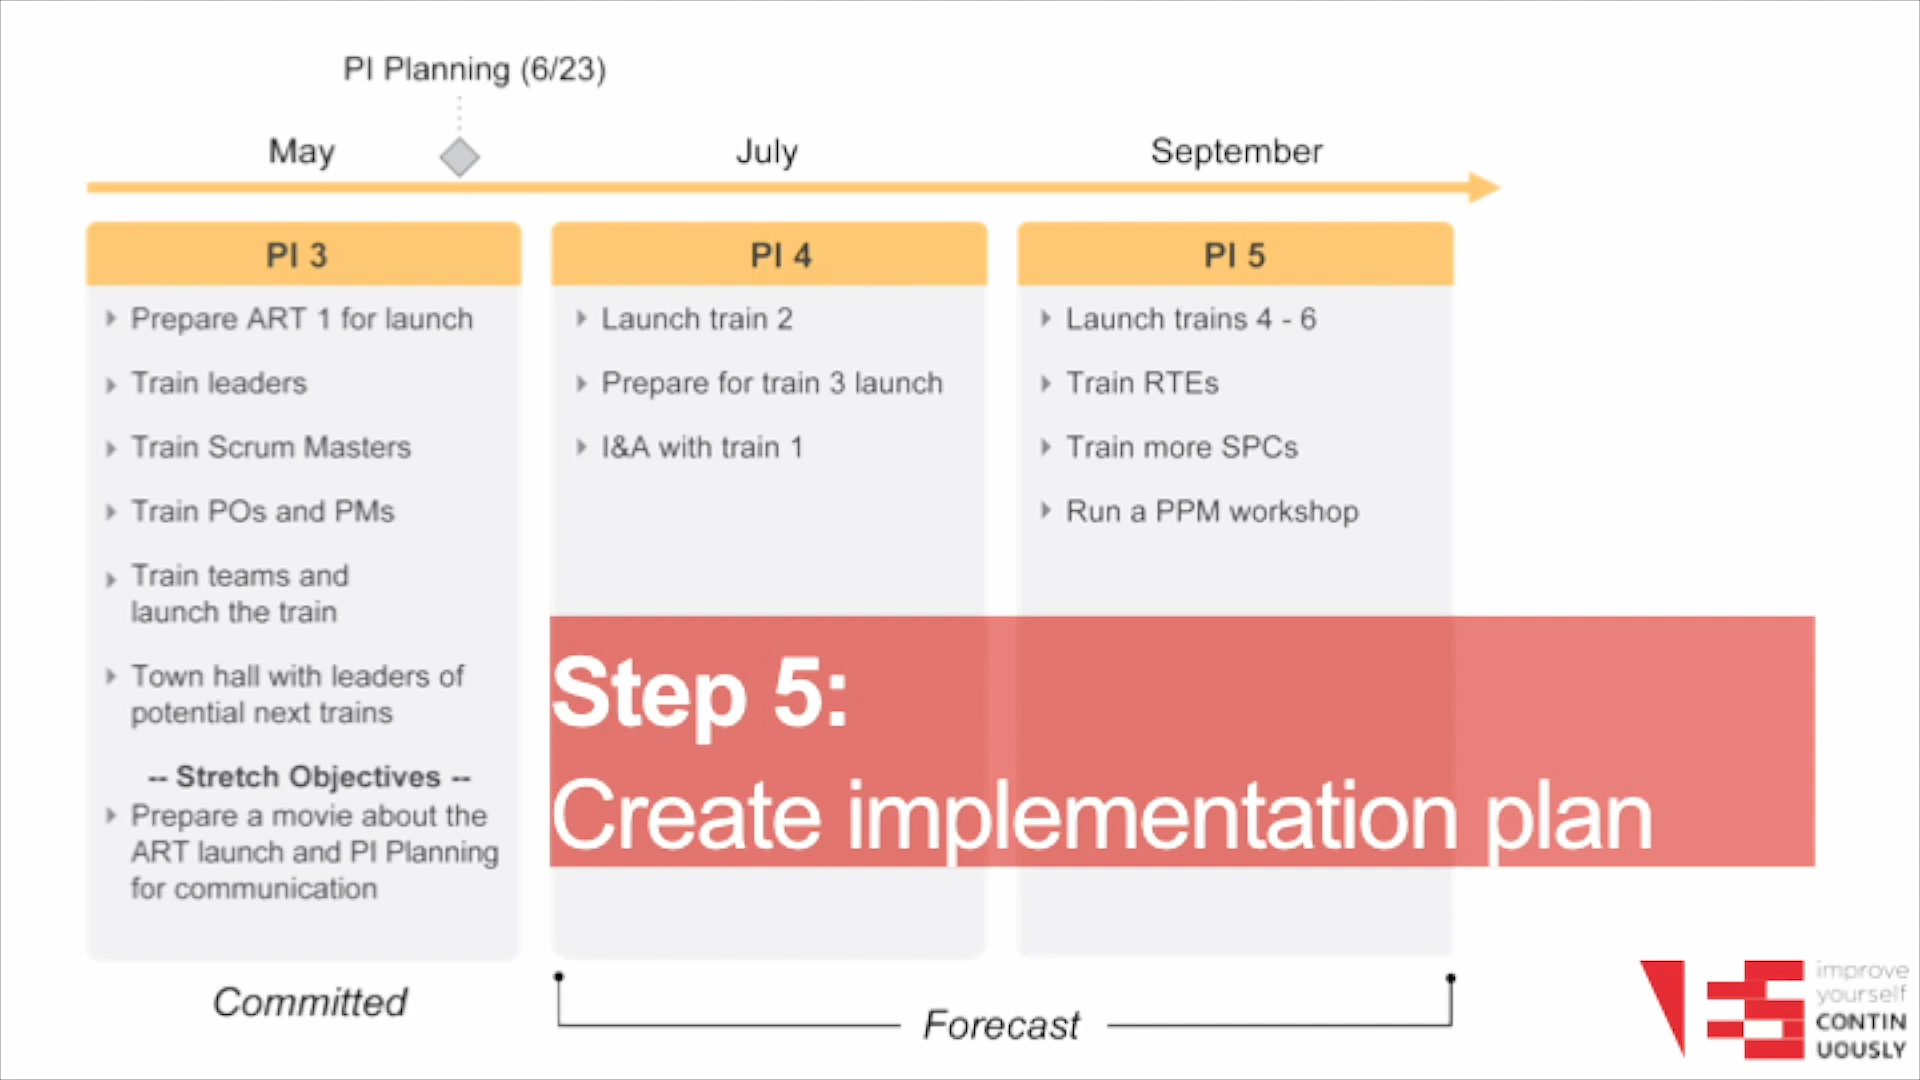 PI Planning (6/23)
May
July
September
PI 3
Prepare ART 1 for launch
Train leaders
Train Scrum Masters
Train POs and PMs
Train teams and
launch the train
Town hall with leaders of
potential next trains
-- Stretch Objectives --
Prepare a movie about the
ART launch and PI Planning
for communication
Committed
PI 4
Launch train 2
Prepare for train 3 launch
I&A with train 1
PI 5
Launch trains 4 - 6
Train RTEs
Train more SPCs
Run a PPM workshop
Step 5:
Create implementation plan
Forecast
YES
improve
yourself
CONTIN
UOUSLY